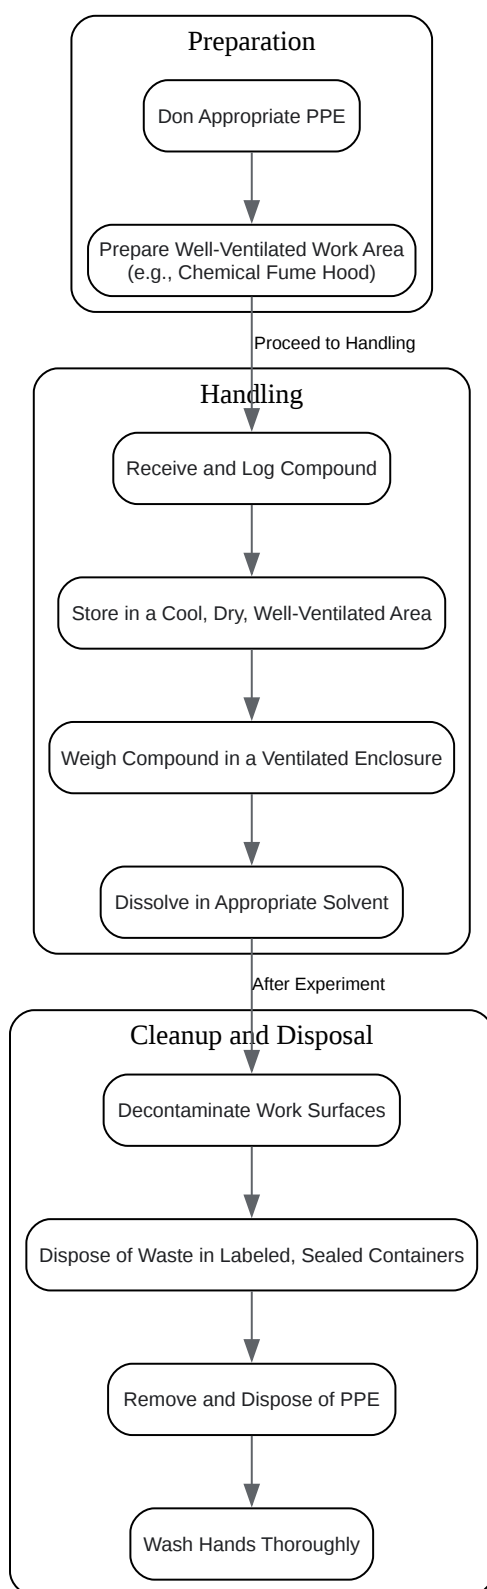 Preparation
Don Appropriate PPE
Prepare Well-Ventilated Work Area
(e.g., Chemical Fume Hood)
Proceed to Handling
Handling
Receive and Log Compound
Store in a Cool, Dry, Well-Ventilated Area
Weigh Compound in a Ventilated Enclosure
Dissolve in Appropriate Solvent
After Experiment
Cleanup and Disposal
Decontaminate Work Surfaces
Dispose of Waste in Labeled, Sealed Containers
Remove and Dispose of PPE
Wash Hands Thoroughly